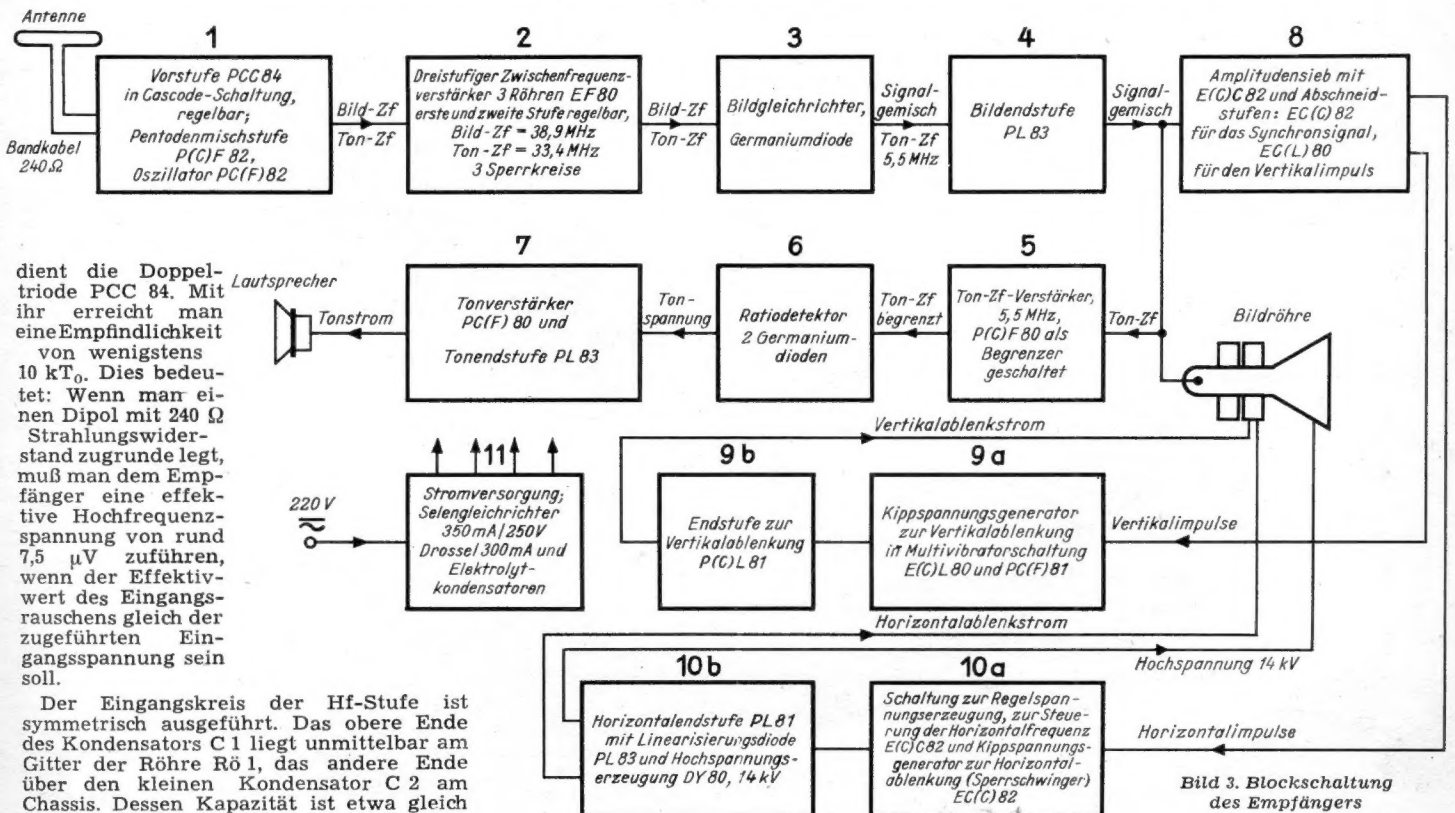 Antenne
Bandkabel
240 Ω
1
Vorstufe PCC 84
in Cascode-Schaltung,
regelbar;
Pentodenmischstufe
P(C)F 82,
Oszillator PC(F) 82
Bild-Zf
Ton-Zf
2
Dreistufiger Zwischenfrequenz-
verstärker 3 Röhren EF 80
erste und zweite Stufe regelbar,
Bild-Zf = 38,9 MHz
Ton-Zf = 33,4 MHz
3 Sperrkreise
Bild-Zf
Ton-Zf
3
Bildgleichrichter,
Germaniumdiode
Signal-
gemisch
Ton-Zf
5,5 MHz
4
Bildendstufe
PL 83
Signal-
gemisch
8
Amplitudensieb mit
E(C)C 82 und Abschneid-
stufen: EC(C) 82
für das Synchronsignal,
EC(L) 80
für den Vertikalimpuls
dient die Doppel-
triode PCC 84. Mit
ihr erreicht man
eine Empfindlichkeit
von wenigstens
10 kT₀. Dies bedeu-
tet: Wenn man ei-
nen Dipol mit 240 Ω
Strahlungswider-
stand zugrunde legt,
muß man dem Emp-
fänger eine effek-
tive Hochfrequenz-
spannung von rund
7,5 µV zuführen,
wenn der Effektiv-
wert des Eingangs-
rauschens gleich der
zugeführten Ein-
gangsspannung sein
soll.
Der Eingangskreis der Hf-Stufe ist
symmetrisch ausgeführt. Das obere Ende
des Kondensators C 1 liegt unmittelbar am
Gitter der Röhre Rö 1, das andere Ende
über den kleinen Kondensator C 2 am
Chassis. Dessen Kapazität ist etwa gleich
Lautsprecher
Tonstrom
7
Tonverstärker
PC(F) 80 und
Tonendstufe PL 83
Ton-
spannung
6
Ratiodetektor
2 Germanium-
dioden
Ton-Zf
begrenzt
5
Ton-Zf-Verstärker,
5,5 MHz,
P(C)F 80 als
Begrenzer
geschaltet
Ton-Zf
Bildröhre
220 V
11
Stromversorgung;
Selengleichrichter
350 mA/250 V
Drossel 300 mA und
Elektrolyt-
kondensatoren
Vertikalablenkstrom
9 b
Endstufe zur
Vertikalablenkung
P(C)L 81
9 a
Kippspannungsgenerator
zur Vertikalablenkung
in Multivibratorschaltung
E(C)L 80 und PC(F) 81
Vertikalimpulse
Horizontalablenkstrom
Hochspannung 14 kV
10 b
Horizontalendstufe PL 81
mit Linearisierungsdiode
PL 83 und Hochspannungs-
erzeugung DY 80, 14 kV
10 a
Schaltung zur Regelspan-
nungserzeugung, zur Steue-
rung der Horizontalfrequenz
E(C)C82 und Kippspannungs-
generator zur Horizontal-
ablenkung (Sperrschwinger)
EC(C) 82
Horizontalimpulse
Bild 3. Blockschaltung
des Empfängers